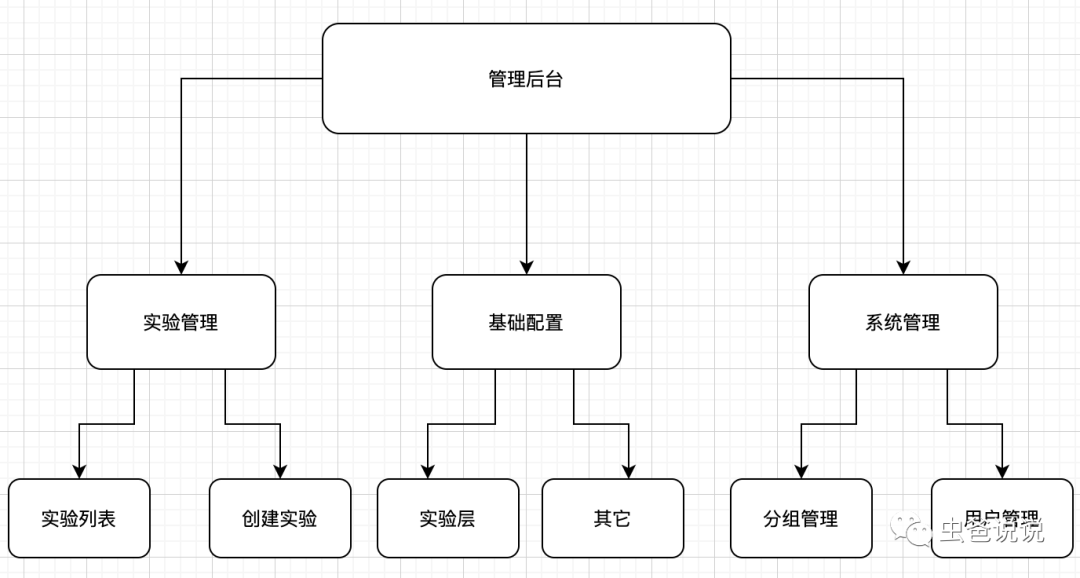 管理后台
实验管理
基础配置
系统管理
实验列表
创建实验
实验层
其它
分组管理
用户管理
虫爸说说